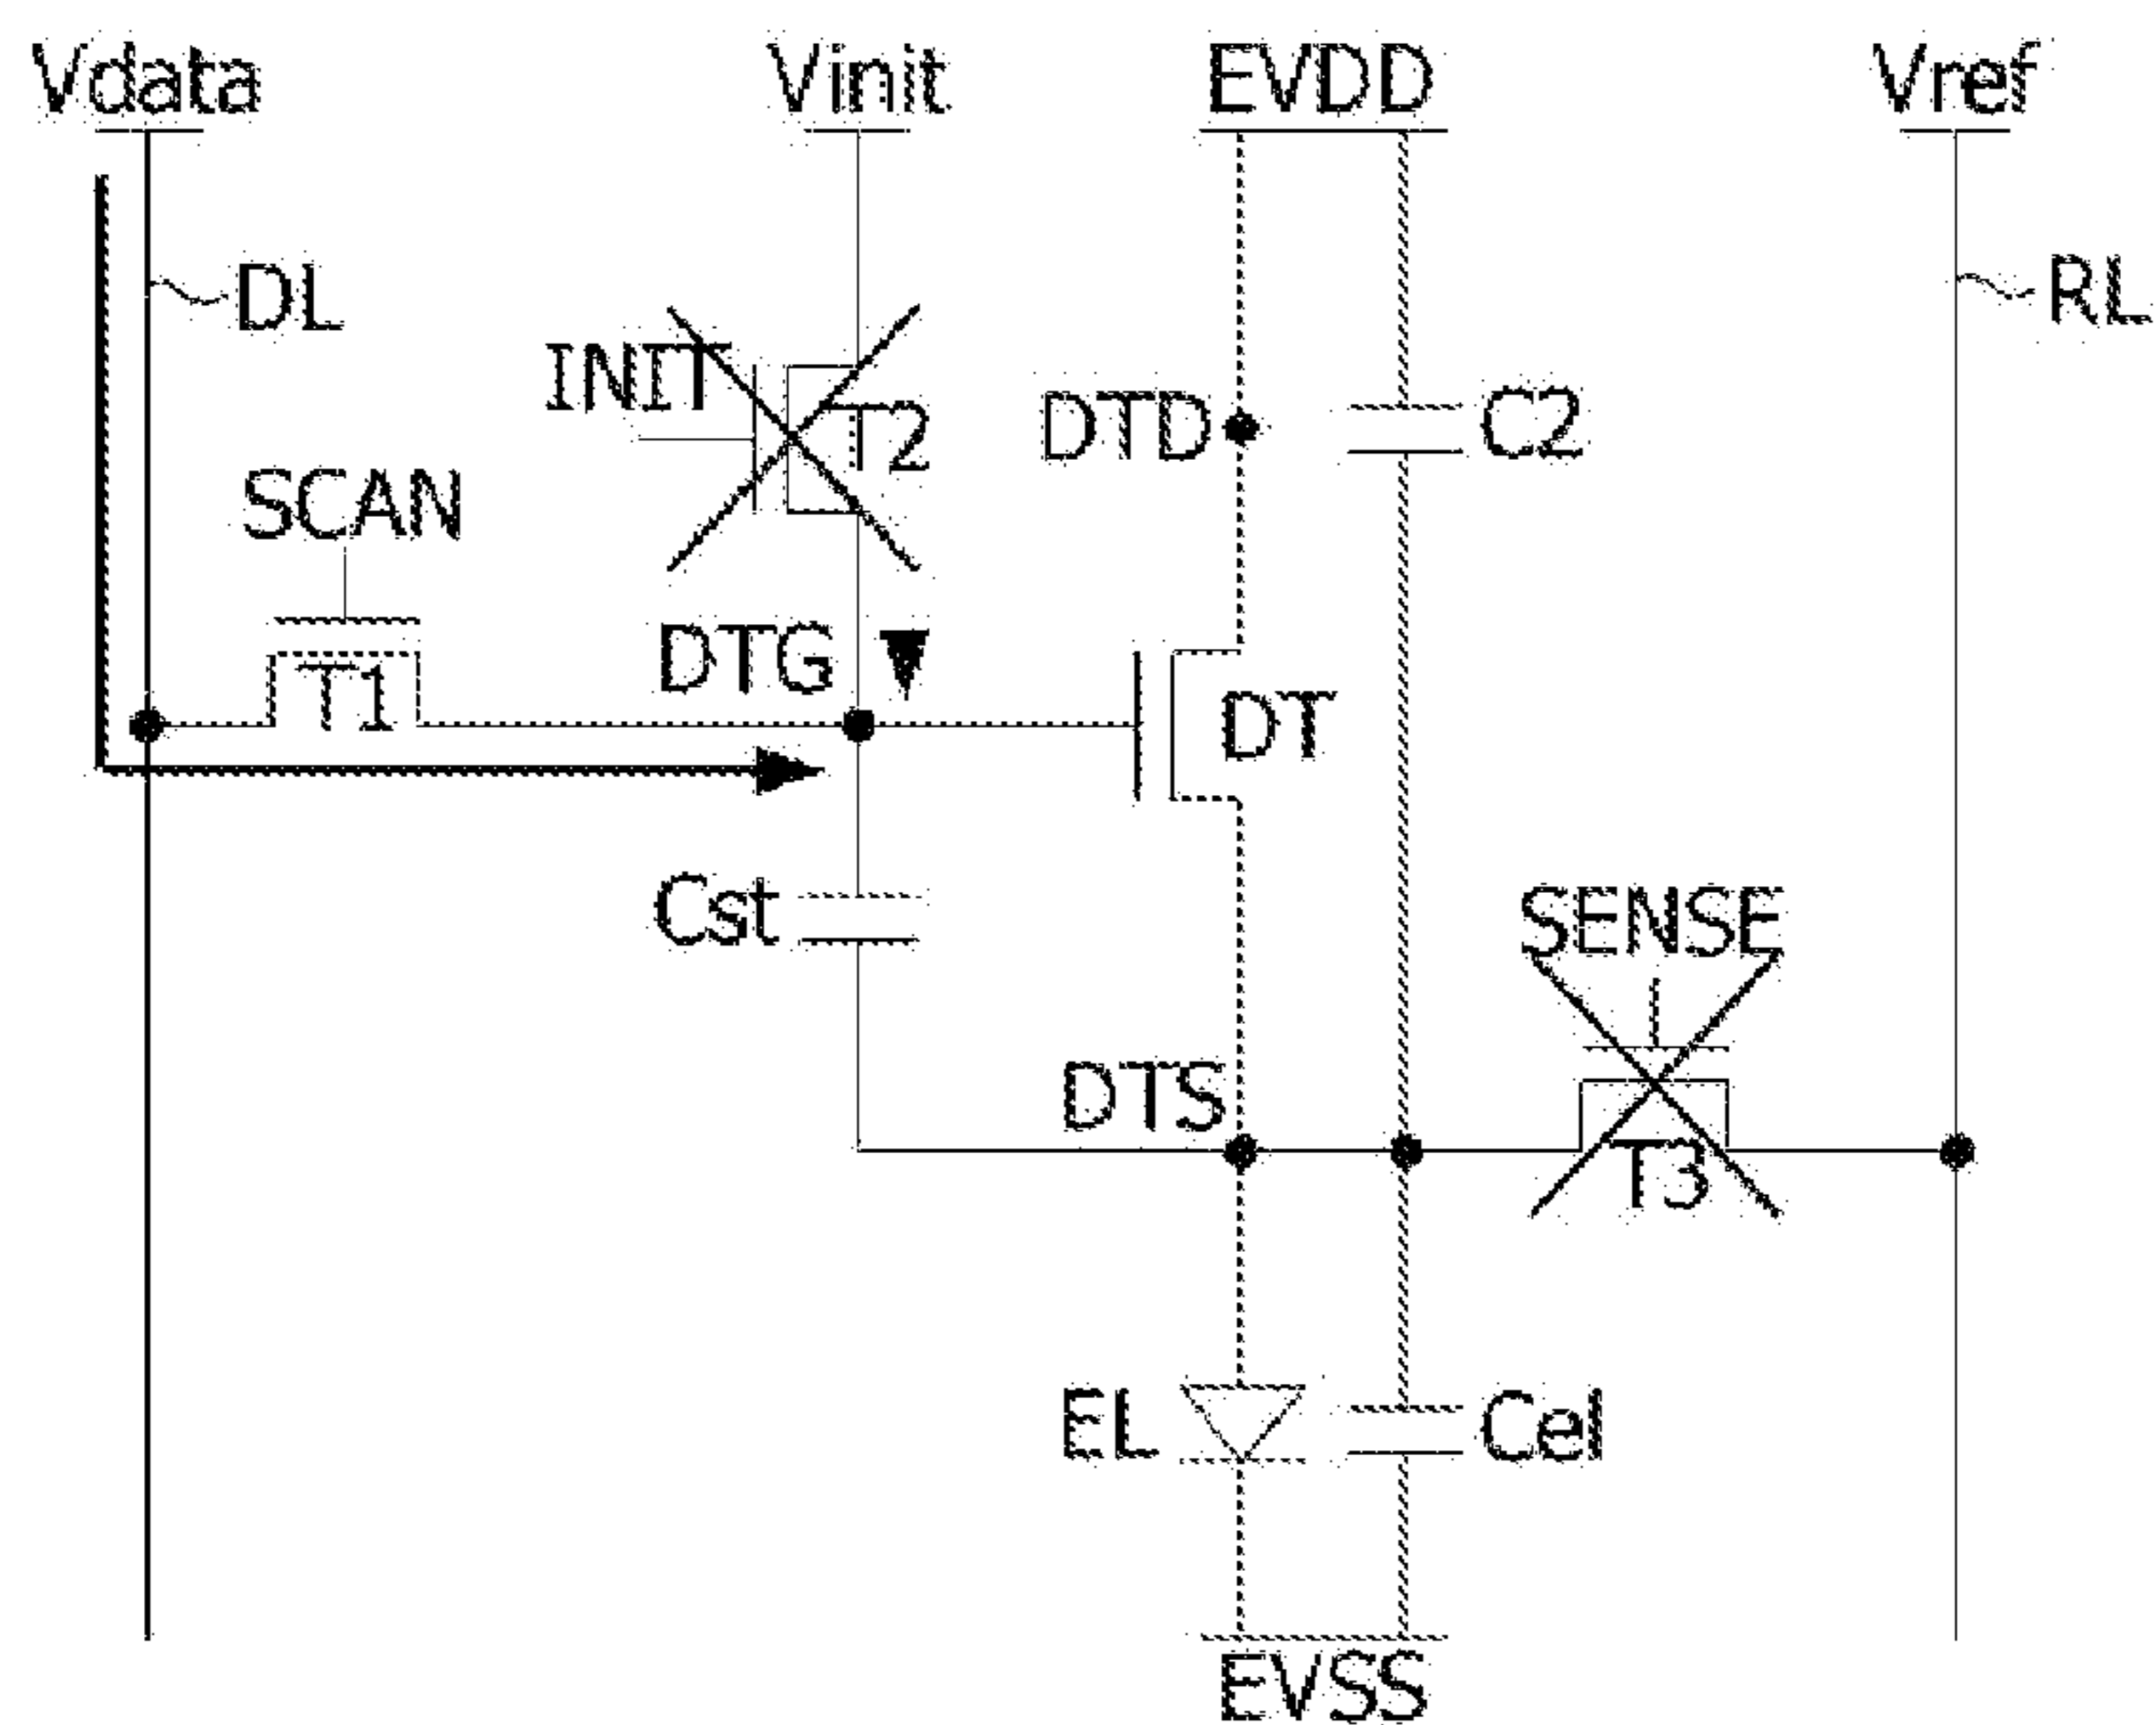 Vdata Vinit EVDD Vref
DL RL
INIT T2 DTD C2
SCAN
DTG
T1 DT
Cst SENSE
DTS
T3
EL Cel
EVSS